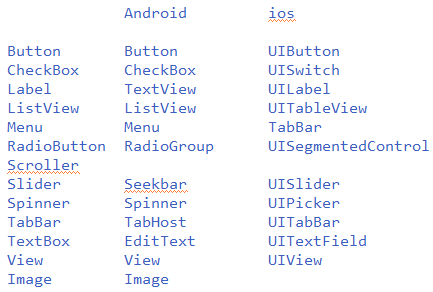 Android ios
Button Button UIButton
CheckBox CheckBox UISwitch
Label TextView UILabel
ListView ListView UITableView
Menu Menu TabBar
RadioButton RadioGroup UISegmentedControl
Scroller
Slider Seekbar UISlider
Spinner Spinner UIPicker
TabBar TabHost UITabBar
TextBox EditText UITextField
View View UIView
Image Image